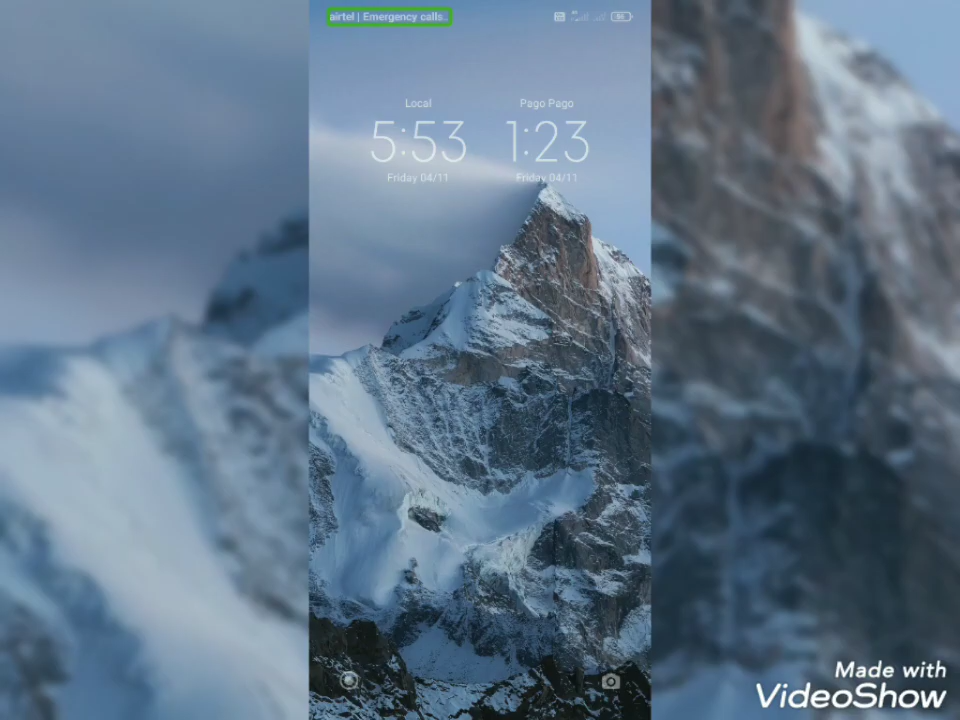 airtel | Emergency calls..
Local
Pago Pago
5:53
1:23
Friday 04/11
Friday 04/11
Made with
VideoShow